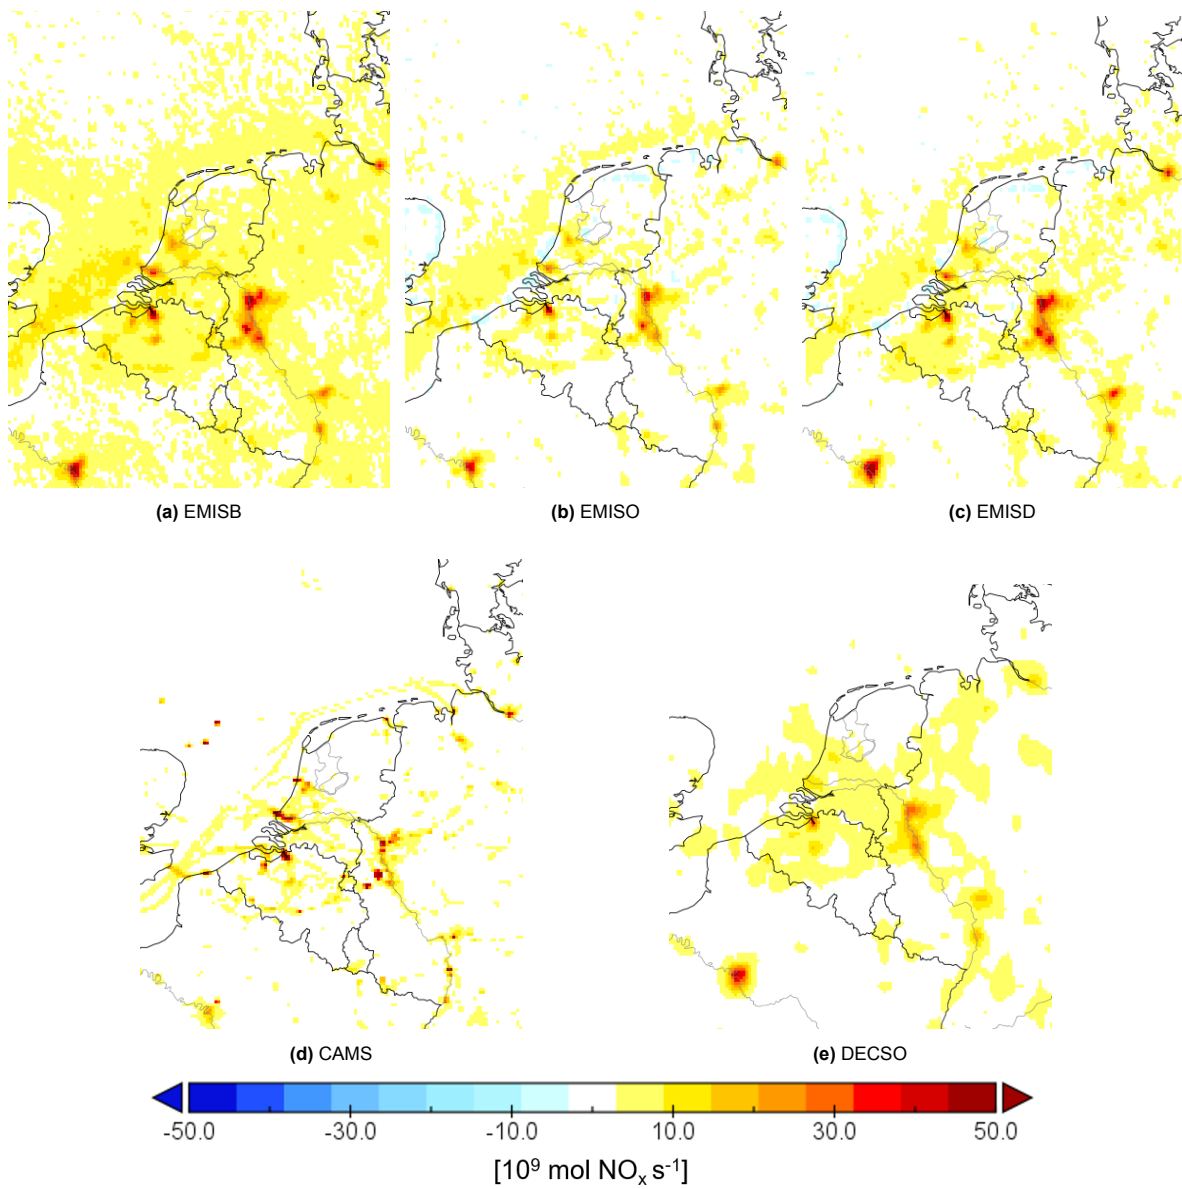 (a) EMISB
(b) EMISO
(c) EMISD
(d) CAMS
(e) DECSO
-50.0 -30.0 -10.0 10.0 30.0 50.0
[10⁹ mol NOₓ s⁻¹]